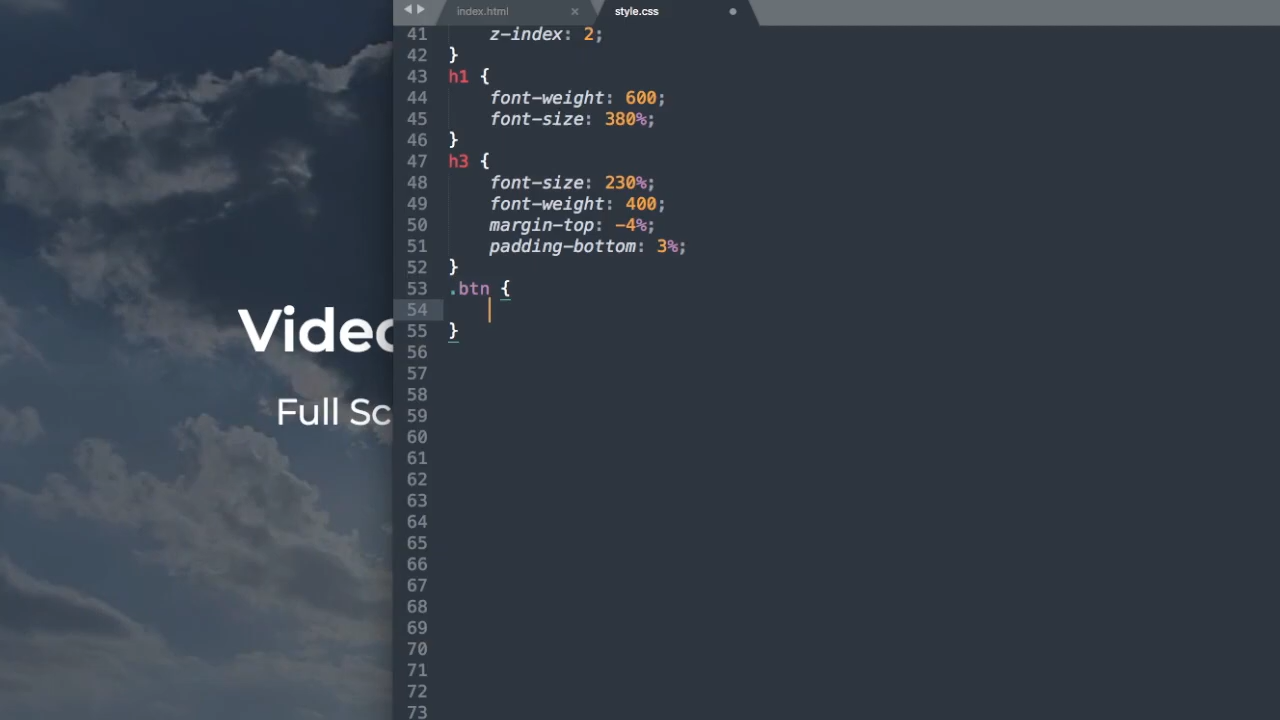 index.html
style.css
41 z-index: 2;
42 }
43 h1 {
44 font-weight: 600;
45 font-size: 380%;
46 }
47 h3 {
48 font-size: 230%;
49 font-weight: 400;
50 margin-top: -4%;
51 padding-bottom: 3%;
52 }
53 .btn {
54
55 }
56
57
58
59
60
61
62
63
64
65
66
67
68
69
70
71
72
73
Video
Full Sc